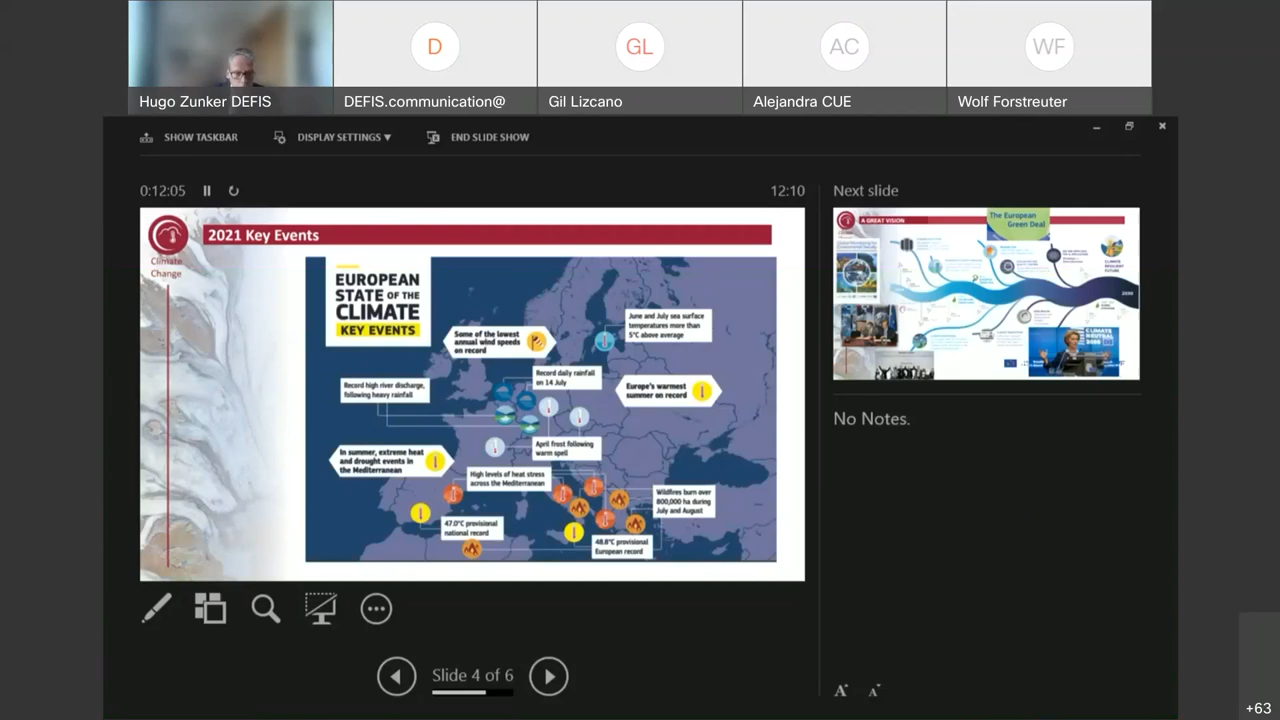 D
GL
AC
WF
Hugo Zunker DEFIS
DEFIS.communication@
Gil Lizcano
Alejandra CUE
Wolf Forstreuter
SHOW TASKBAR
DISPLAY SETTINGS ▼
END SLIDE SHOW
0:12:05
12:10
Climate
Change
2021 Key Events
EUROPEAN
STATE OF THE
CLIMATE
KEY EVENTS
Some of the lowest
annual wind speeds
on record
June and July sea surface
temperatures more than
5°C above average
Record high river discharge,
following heavy rainfall
Record daily rainfall
on 14 July
Europe's warmest
summer on record
In summer, extreme heat
and drought events in
the Mediterranean
April frost following
warm spell
High levels of heat stress
across the Mediterranean
Wildfires burn over
800,000 ha during
July and August
47.0°C provisional
national record
48.8°C provisional
European record
Slide 4 of 6
Next slide
A GREAT VISION
The European
Green Deal
CLIMATE
RESILIENT
FUTURE
2050
CLIMATE
NEUTRAL
No Notes.
A
A
+63